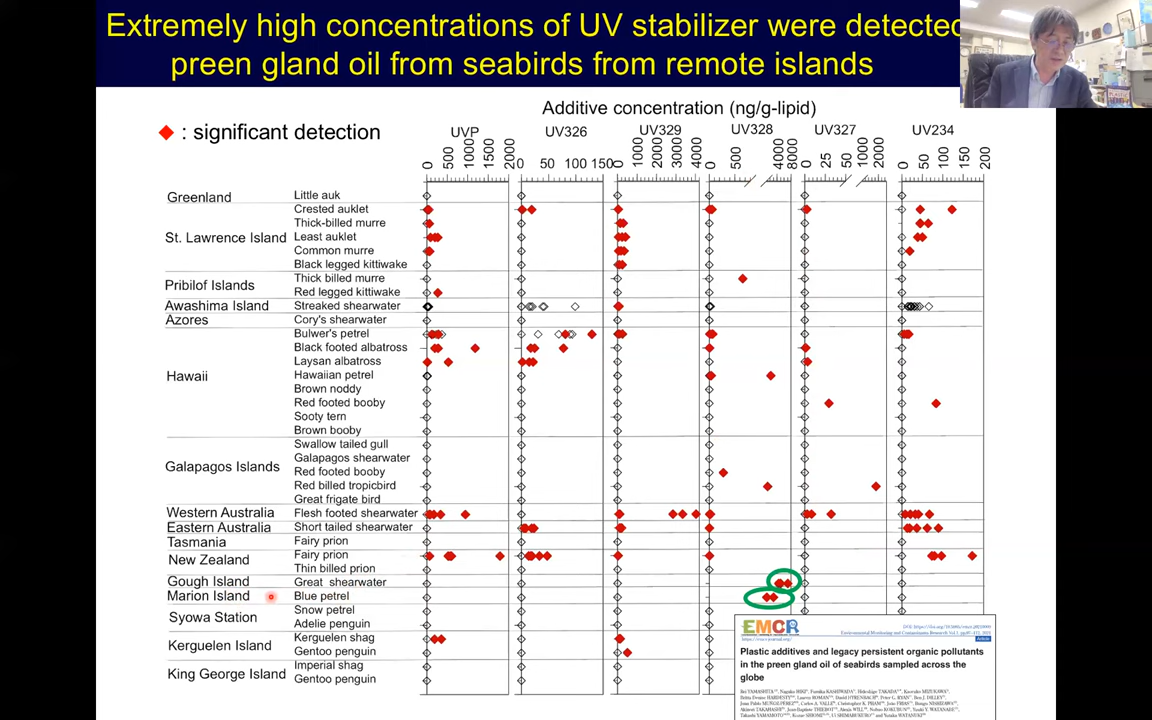 Extremely high concentrations of UV stabilizer were detected
preen gland oil from seabirds from remote islands
Additive concentration (ng/g-lipid)
: significant detection
UVP UV326 UV329 UV328 UV327 UV234
0 500 1000 1500 2000 0 50 100 150 0 1000 2000 3000 4000 0 500 4000 8000 0 25 50 1000 2000 0 50 100 150 200
Greenland Little auk
Crested auklet
Thick-billed murre
St. Lawrence Island Least auklet
Common murre
Black legged kittiwake
Pribilof Islands Thick billed murre
Red legged kittiwake
Awashima Island Streaked shearwater
Azores Cory's shearwater
Bulwer's petrel
Black footed albatross
Laysan albatross
Hawaii Hawaiian petrel
Brown noddy
Red footed booby
Sooty tern
Brown booby
Swallow tailed gull
Galapagos shearwater
Galapagos Islands Red footed booby
Red billed tropicbird
Great frigate bird
Western Australia Flesh footed shearwater
Eastern Australia Short tailed shearwater
Tasmania Fairy prion
New Zealand Fairy prion
Thin billed prion
Gough Island Great shearwater
Marion Island Blue petrel
Syowa Station Snow petrel
Adelie penguin
Kerguelen Island Kerguelen shag
Gentoo penguin
King George Island Imperial shag
Gentoo penguin
EMCR
Environmental Monitoring and Contaminants Research
Article
Plastic additives and legacy persistent organic pollutants
in the preen gland oil of seabirds sampled across the
globe